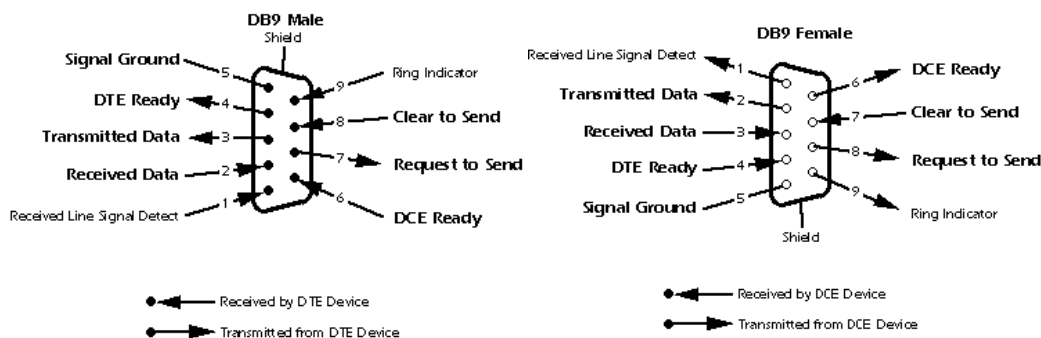 DB9 Male
Shield
Signal Ground
5
9
Ring Indicator
DTE Ready
4
8
Clear to Send
Transmitted Data
3
7
Request to Send
Received Data
2
6
DCE Ready
Received Line Signal Detect
1
Received by DTE Device
Transmitted from DTE Device
DB9 Female
Received Line Signal Detect
1
6
DCE Ready
Transmitted Data
2
7
Clear to Send
Received Data
3
8
Request to Send
DTE Ready
4
9
Ring Indicator
Signal Ground
5
Shield
Received by DCE Device
Transmitted from DCE Device